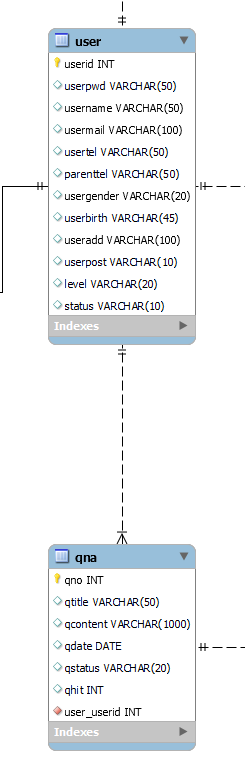 user
userid INT
userpwd VARCHAR(50)
username VARCHAR(50)
usermail VARCHAR(100)
usertel VARCHAR(50)
parenttel VARCHAR(50)
usergender VARCHAR(20)
userbirth VARCHAR(45)
useradd VARCHAR(100)
userpost VARCHAR(10)
level VARCHAR(20)
status VARCHAR(10)
Indexes
qna
qno INT
qtitle VARCHAR(50)
qcontent VARCHAR(1000)
qdate DATE
qstatus VARCHAR(20)
qhit INT
user_userid INT
Indexes